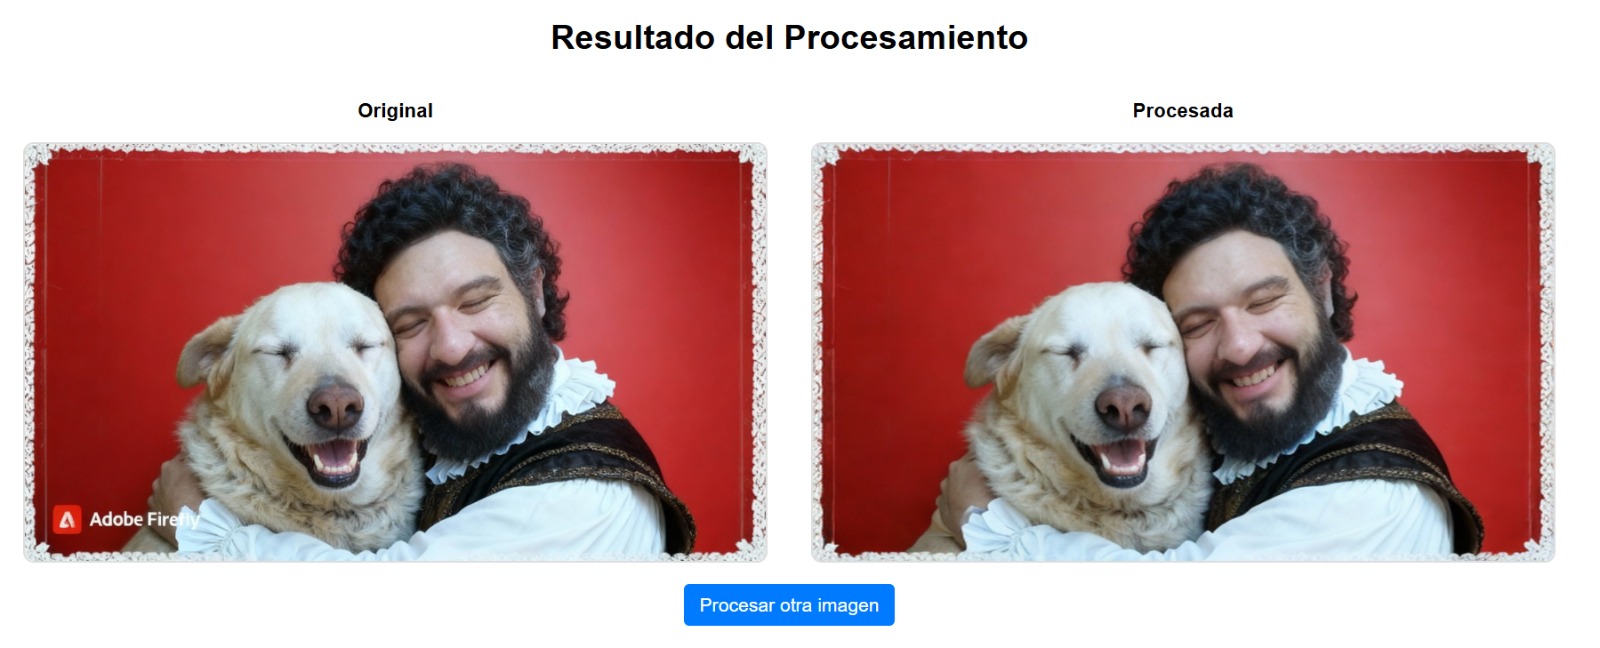 Resultado del Procesamiento
Original
Procesada
Adobe Firefly
Procesar otra imagen